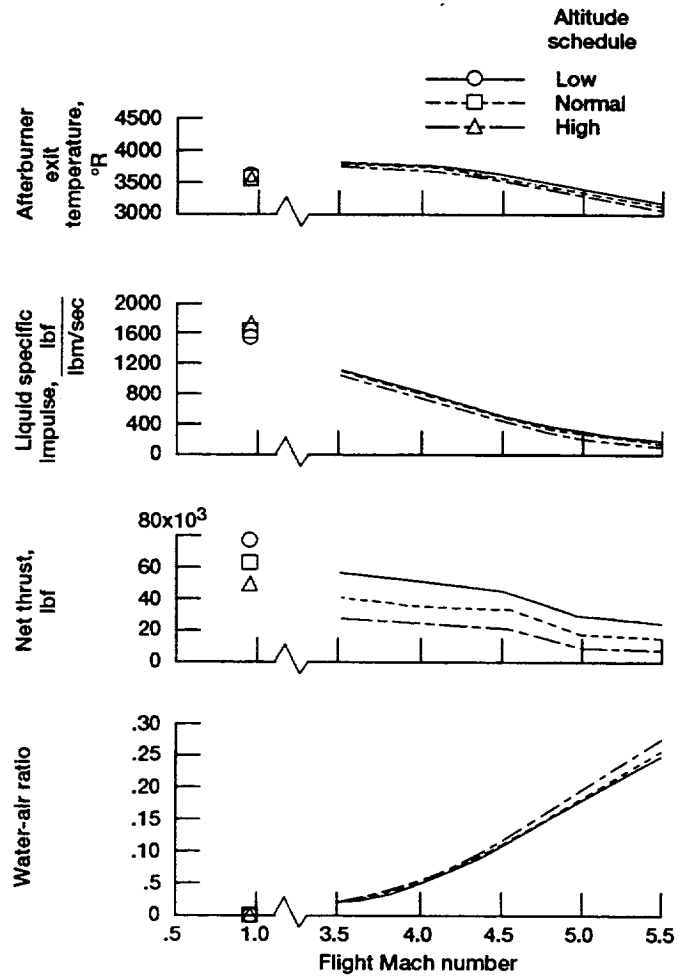 Altitude
schedule
Low
Normal
High
Afterburner
exit
temperature,
°R
4500
4000
3500
3000
Liquid specific
impulse, lbf
lbm/sec
2000
1600
1200
800
400
0
Net thrust,
lbf
80x10³
60
40
20
0
Water-air ratio
.30
.25
.20
.15
.10
.5
0
.5 1.0 3.5 4.0 4.5 5.0 5.5
Flight Mach number